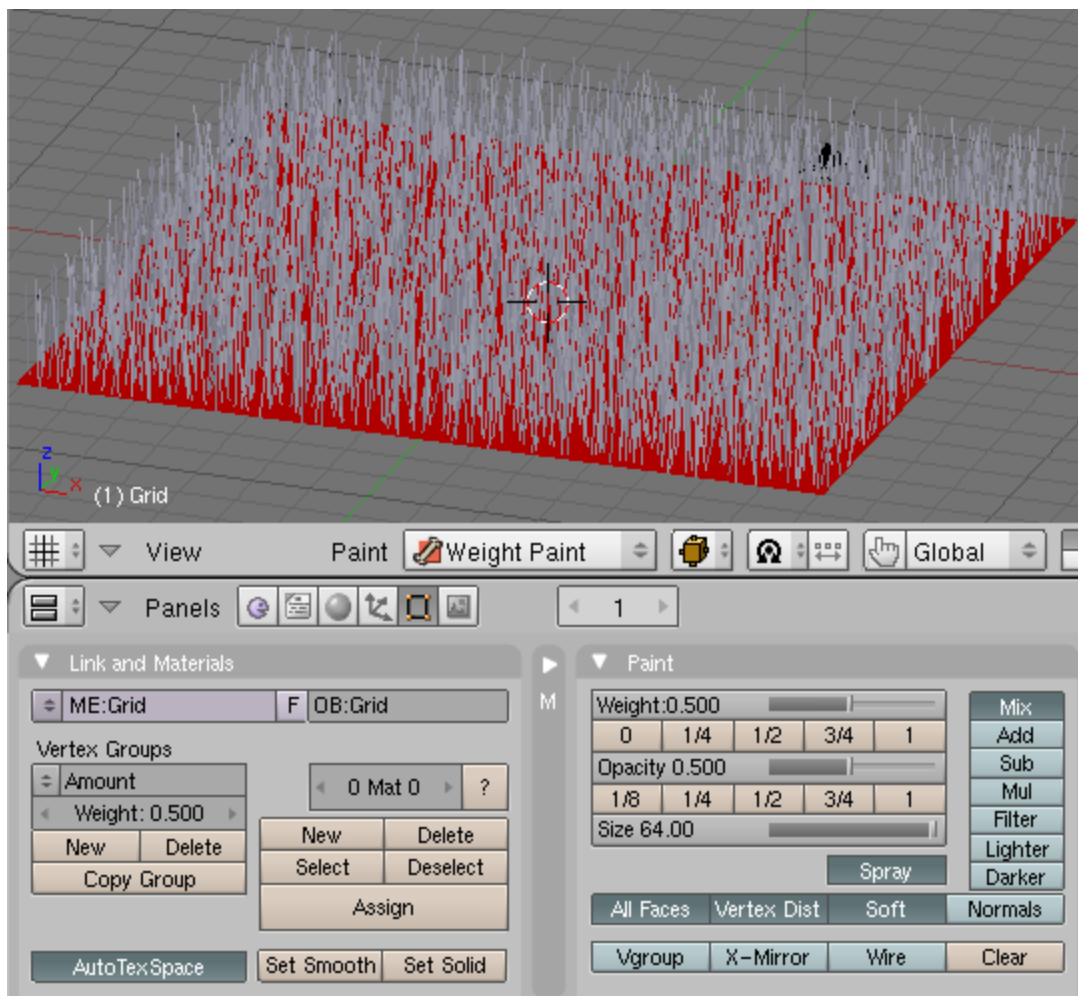 z
y
x
(1) Grid
View Paint Weight Paint Global
Panels 1
Link and Materials
M
Paint
ME:Grid F OB:Grid
Vertex Groups
Amount
Weight: 0.500
New Delete
Copy Group
0 Mat 0 ?
New Delete
Select Deselect
Assign
AutoTexSpace Set Smooth Set Solid
Weight:0.500
0 1/4 1/2 3/4 1
Opacity 0.500
1/8 1/4 1/2 3/4 1
Size 64.00
Spray
Mix
Add
Sub
Mul
Filter
Lighter
Darker
All Faces Vertex Dist Soft Normals
Vgroup X-Mirror Wire Clear